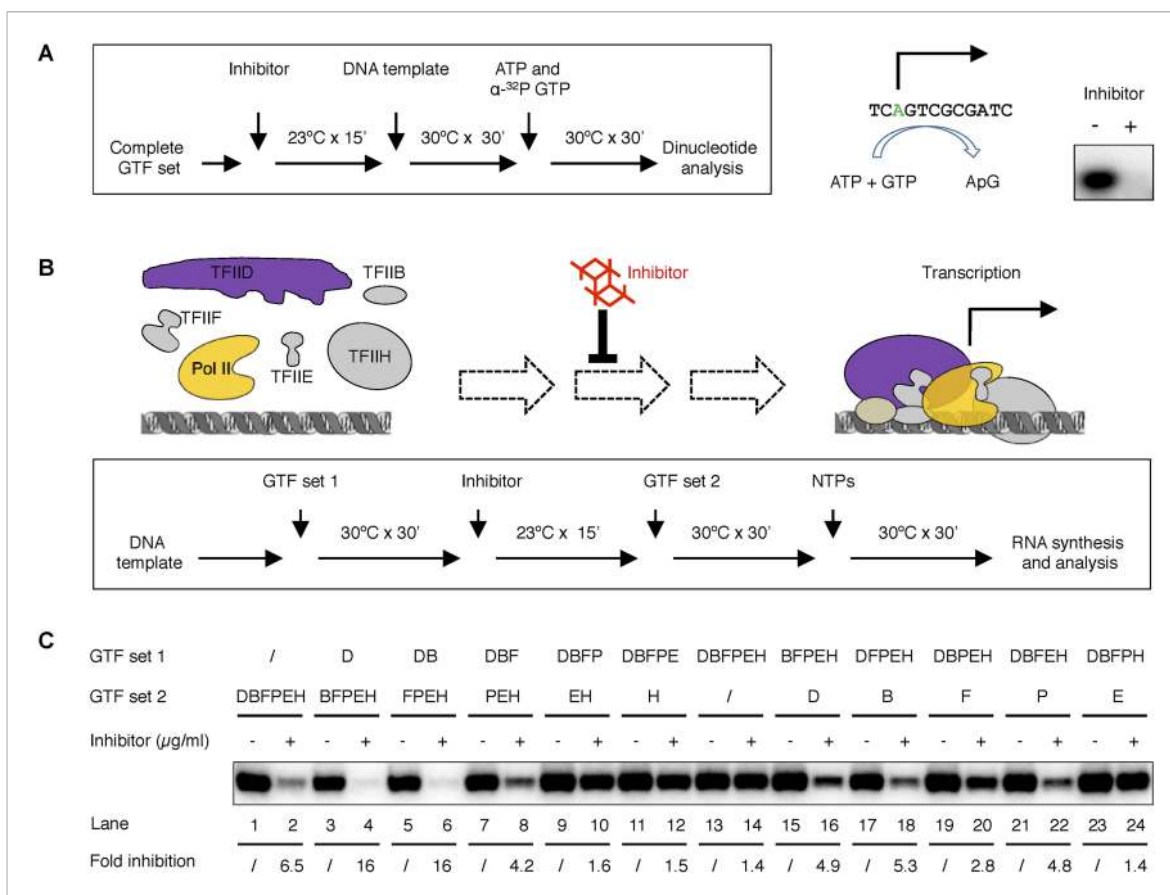 A
Inhibitor DNA template ATP and
α-³²P GTP
23ºC x 15’ 30ºC x 30’ 30ºC x 30’
Complete
GTF set
Dinucleotide
analysis
TCAGTCGCGATC
ATP + GTP ApG
Inhibitor
- +
B
TFIID
TFIIB
TFIIF
Pol II
TFIIE
TFIIH
Inhibitor
Transcription
GTF set 1 Inhibitor GTF set 2 NTPs
30ºC x 30’ 23ºC x 15’ 30ºC x 30’ 30ºC x 30’
DNA
template
RNA synthesis
and analysis
C
GTF set 1 / D DB DBF DBFP DBFPE DBFPEH BFPEH DFPEH DBPEH DBFEH DBFPH
GTF set 2 DBFPEH BFPEH FPEH PEH EH H / D B F P E
Inhibitor (µg/ml) - + - + - + - + - + - + - + - + - + - + - + - +
Lane 1 2 3 4 5 6 7 8 9 10 11 12 13 14 15 16 17 18 19 20 21 22 23 24
Fold inhibition / 6.5 / 16 / 16 / 4.2 / 1.6 / 1.5 / 1.4 / 4.9 / 5.3 / 2.8 / 4.8 / 1.4